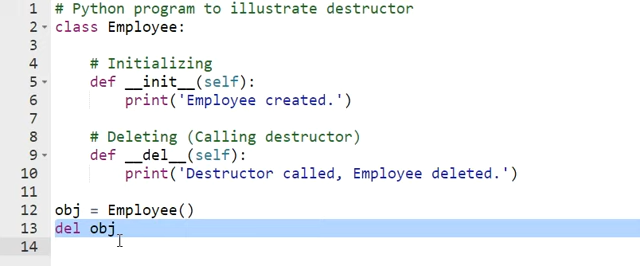 1 # Python program to illustrate destructor
2 class Employee:
3
4     # Initializing
5     def __init__(self):
6         print('Employee created.')
7
8     # Deleting (Calling destructor)
9     def __del__(self):
10         print('Destructor called, Employee deleted.')
11
12 obj = Employee()
13 del obj
14